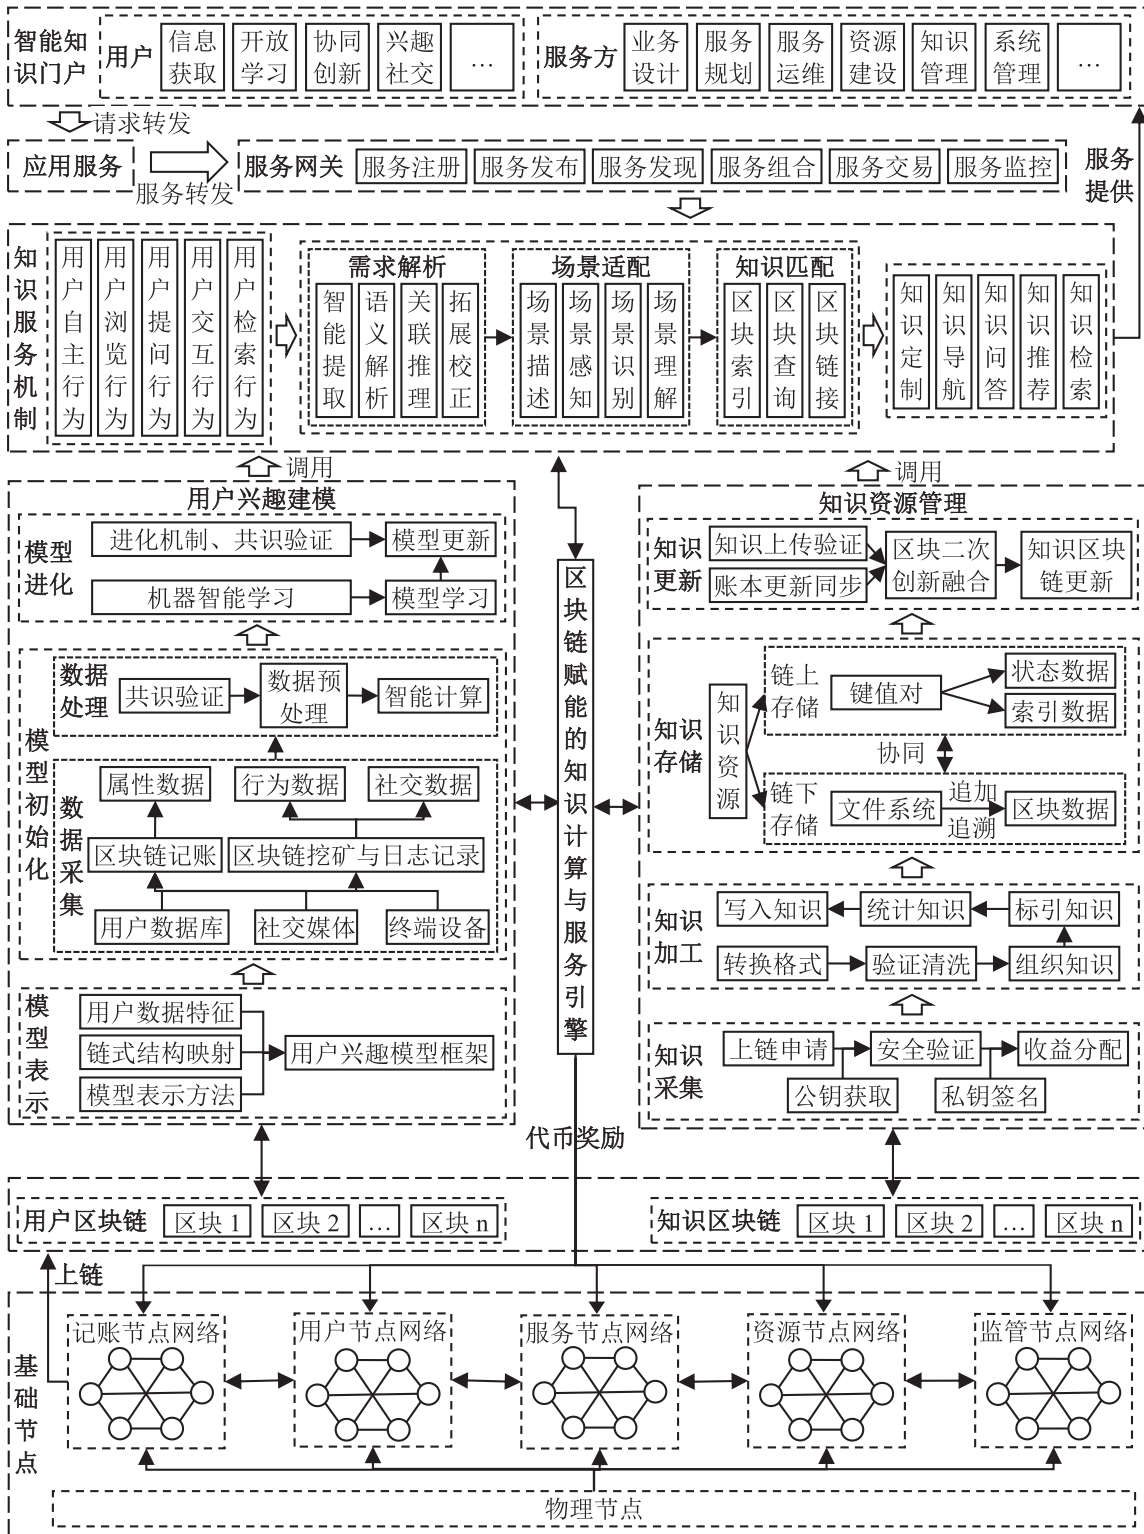 智能知
识门户
用户
信息
获取
开放
学习
协同
创新
兴趣
社交
…
服务方
业务
设计
服务
规划
服务
运维
资源
建设
知识
管理
系统
管理
…
请求转发
应用服务
服务转发
服务网关
服务注册
服务发布
服务发现
服务组合
服务交易
服务监控
服务
提供
知识服务机制
用户自主行为
用户浏览行为
用户提问行为
用户交互行为
用户检索行为
需求解析
智能提取
语义解析
关联推理
拓展校正
场景适配
场景描述
场景感知
场景识别
场景理解
知识匹配
区块索引
区块查询
区块链接
知识定制
知识导航
知识问答
知识推荐
知识检索
调用
调用
用户兴趣建模
模型
进化
进化机制、共识验证
模型更新
机器智能学习
模型学习
模型初始化
数据
处理
共识验证
数据预
处理
智能计算
数据采集
属性数据
行为数据
社交数据
区块链记账
区块链挖矿与日志记录
用户数据库
社交媒体
终端设备
模型表示
用户数据特征
链式结构映射
模型表示方法
用户兴趣模型框架
区块链赋能的知识计算与服务引擎
知识资源管理
知识
更新
知识上传验证
账本更新同步
区块二次
创新融合
知识区块
链更新
知识
存储
知识资源
链上
存储
键值对
状态数据
索引数据
协同
链下
存储
文件系统
追加
追溯
区块数据
知识
加工
写入知识
统计知识
标引知识
转换格式
验证清洗
组织知识
知识
采集
上链申请
安全验证
收益分配
公钥获取
私钥签名
代币奖励
用户区块链
区块 1
区块 2
…
区块 n
知识区块链
区块 1
区块 2
…
区块 n
上链
基础节点
记账节点网络
用户节点网络
服务节点网络
资源节点网络
监管节点网络
物理节点